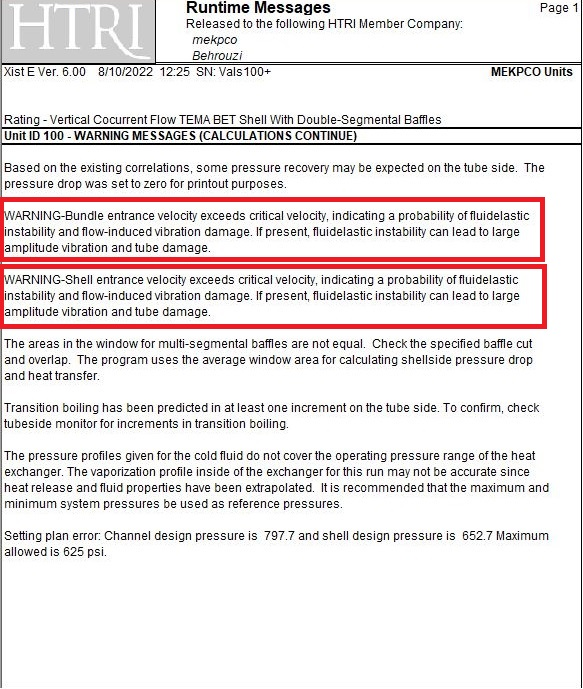 HTRI
Runtime Messages
Page 1
Released to the following HTRI Member Company:
mekpco
Behrouzi
Xist E Ver. 6.00 8/10/2022 12:25 SN: Vals100+
MEKPCO Units
Rating - Vertical Cocurrent Flow TEMA BET Shell With Double-Segmental Baffles
Unit ID 100 - WARNING MESSAGES (CALCULATIONS CONTINUE)
Based on the existing correlations, some pressure recovery may be expected on the tube side. The
pressure drop was set to zero for printout purposes.
WARNING-Bundle entrance velocity exceeds critical velocity, indicating a probability of fluidelastic
instability and flow-induced vibration damage. If present, fluidelastic instability can lead to large
amplitude vibration and tube damage.
WARNING-Shell entrance velocity exceeds critical velocity, indicating a probability of fluidelastic
instability and flow-induced vibration damage. If present, fluidelastic instability can lead to large
amplitude vibration and tube damage.
The areas in the window for multi-segmental baffles are not equal. Check the specified baffle cut
and overlap. The program uses the average window area for calculating shellside pressure drop
and heat transfer.
Transition boiling has been predicted in at least one increment on the tube side. To confirm, check
tubeside monitor for increments in transition boiling.
The pressure profiles given for the cold fluid do not cover the operating pressure range of the heat
exchanger. The vaporization profile inside of the exchanger for this run may not be accurate since
heat release and fluid properties have been extrapolated. It is recommended that the maximum and
minimum system pressures be used as reference pressures.
Setting plan error: Channel design pressure is 797.7 and shell design pressure is 652.7 Maximum
allowed is 625 psi.